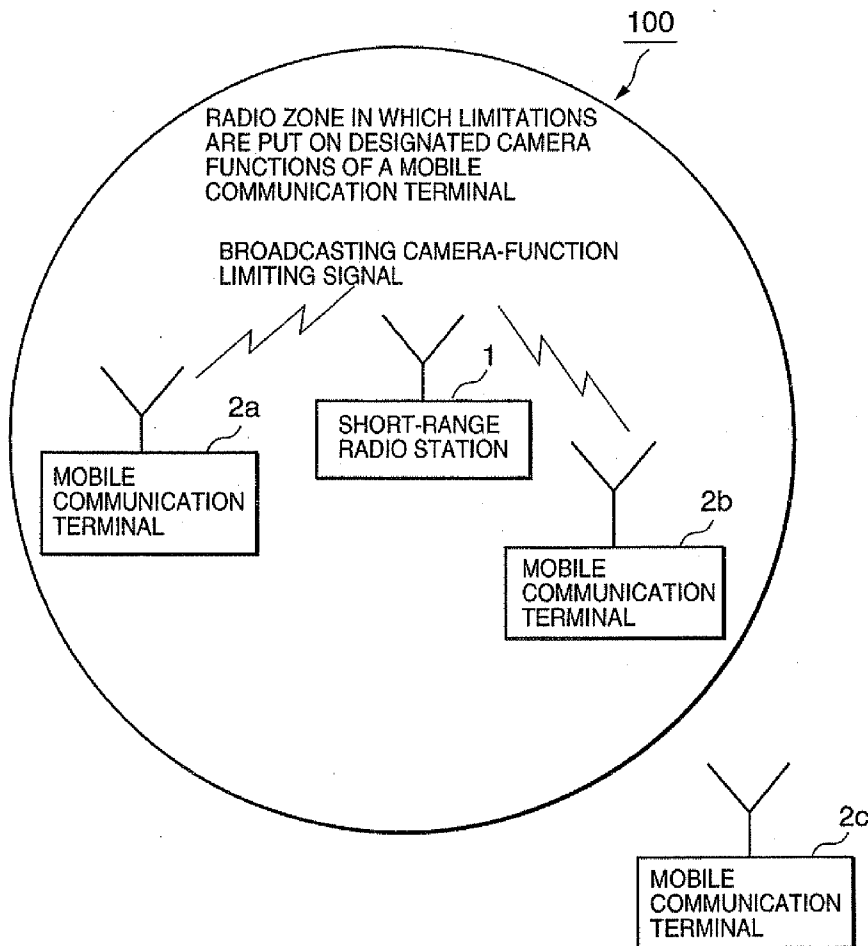 100
RADIO ZONE IN WHICH LIMITATIONS
ARE PUT ON DESIGNATED CAMERA
FUNCTIONS OF A MOBILE
COMMUNICATION TERMINAL
BROADCASTING CAMERA-FUNCTION
LIMITING SIGNAL
1
SHORT-RANGE
RADIO STATION
2a
MOBILE
COMMUNICATION
TERMINAL
2b
MOBILE
COMMUNICATION
TERMINAL
2c
MOBILE
COMMUNICATION
TERMINAL